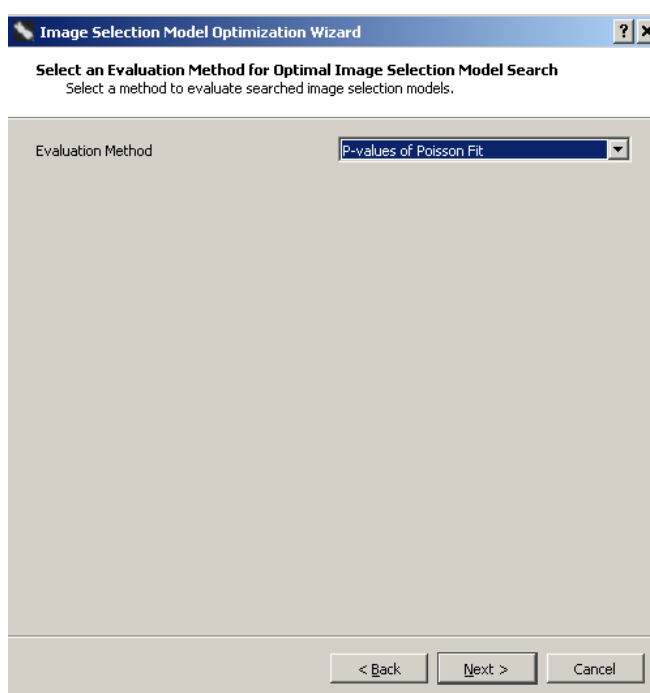 Image Selection Model Optimization Wizard
Select an Evaluation Method for Optimal Image Selection Model Search
Select a method to evaluate searched image selection models.
Evaluation Method P-values of Poisson Fit
< Back Next > Cancel